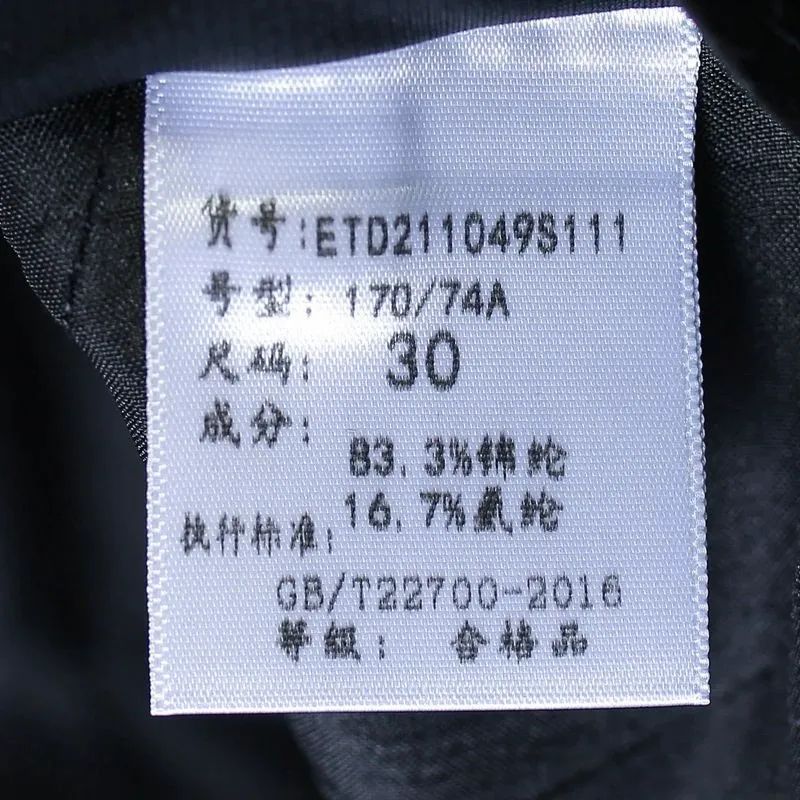 货号:ETD211049S111
号型: 170/74A
尺码: 30
成分:
83.3%锦纶
16.7%氨纶
执行标准:
GB/T22700-2016
等级: 合格品